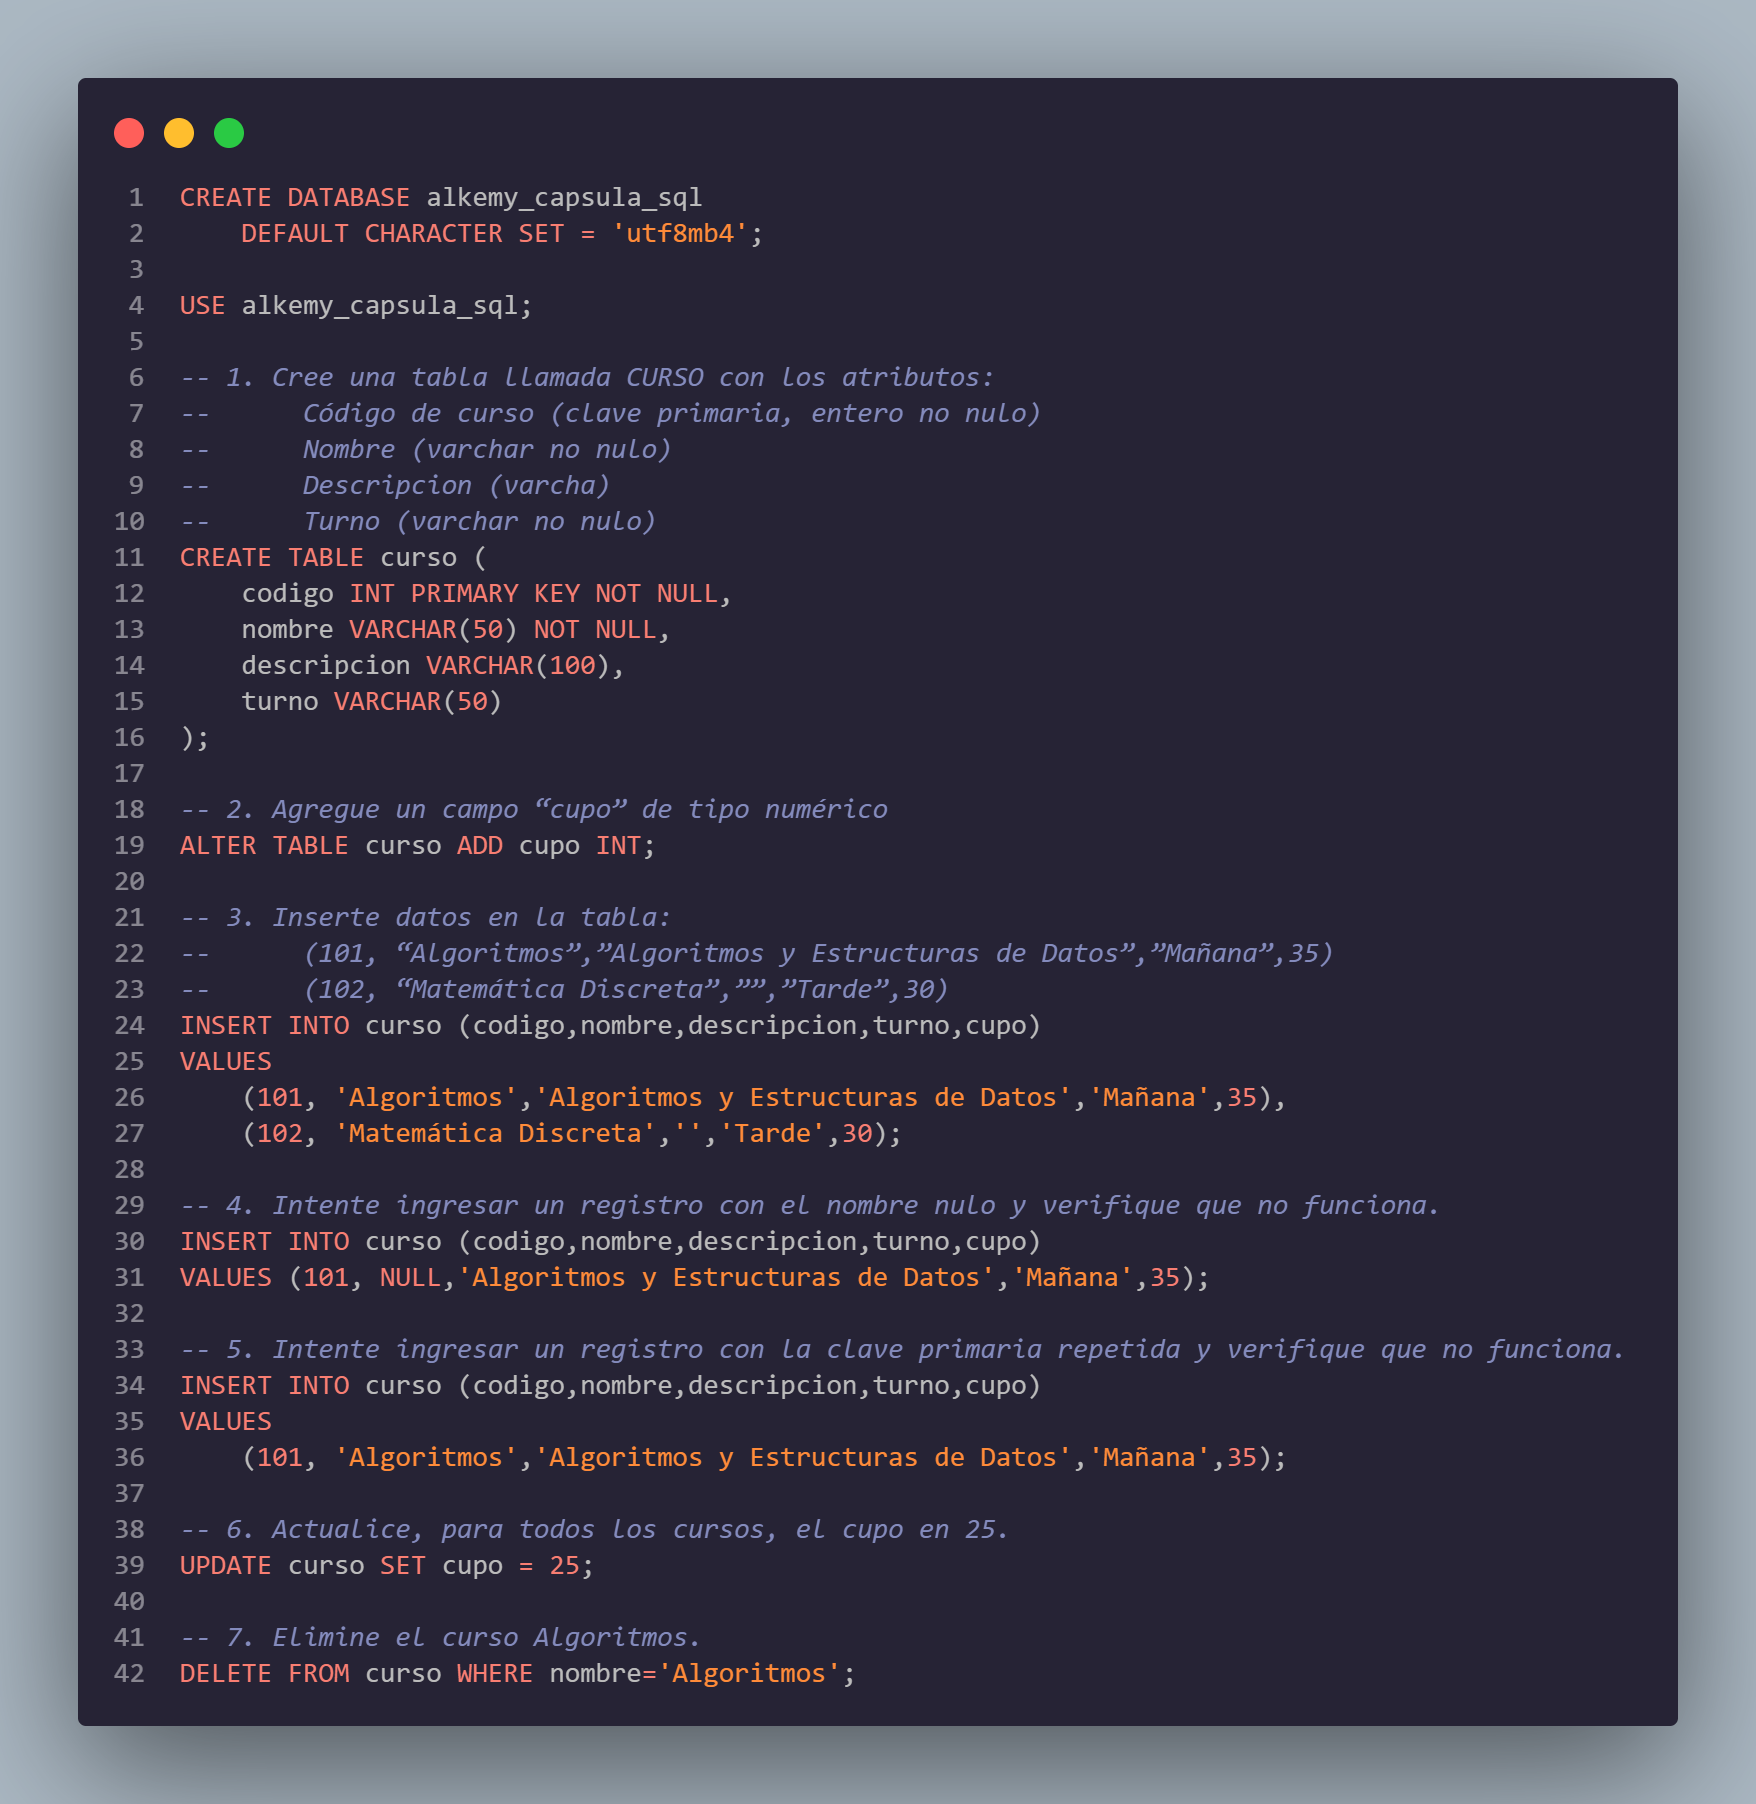 1 CREATE DATABASE alkemy_capsula_sql
2     DEFAULT CHARACTER SET = 'utf8mb4';
3
4 USE alkemy_capsula_sql;
5
6 -- 1. Cree una tabla llamada CURSO con los atributos:
7 --      Código de curso (clave primaria, entero no nulo)
8 --      Nombre (varchar no nulo)
9 --      Descripcion (varcha)
10 --      Turno (varchar no nulo)
11 CREATE TABLE curso (
12     codigo INT PRIMARY KEY NOT NULL,
13     nombre VARCHAR(50) NOT NULL,
14     descripcion VARCHAR(100),
15     turno VARCHAR(50)
16 );
17
18 -- 2. Agregue un campo “cupo” de tipo numérico
19 ALTER TABLE curso ADD cupo INT;
20
21 -- 3. Inserte datos en la tabla:
22 --      (101, “Algoritmos”,”Algoritmos y Estructuras de Datos”,”Mañana”,35)
23 --      (102, “Matemática Discreta”,””,”Tarde”,30)
24 INSERT INTO curso (codigo,nombre,descripcion,turno,cupo)
25 VALUES
26     (101, 'Algoritmos','Algoritmos y Estructuras de Datos','Mañana',35),
27     (102, 'Matemática Discreta','','Tarde',30);
28
29 -- 4. Intente ingresar un registro con el nombre nulo y verifique que no funciona.
30 INSERT INTO curso (codigo,nombre,descripcion,turno,cupo)
31 VALUES (101, NULL,'Algoritmos y Estructuras de Datos','Mañana',35);
32
33 -- 5. Intente ingresar un registro con la clave primaria repetida y verifique que no funciona.
34 INSERT INTO curso (codigo,nombre,descripcion,turno,cupo)
35 VALUES
36     (101, 'Algoritmos','Algoritmos y Estructuras de Datos','Mañana',35);
37
38 -- 6. Actualice, para todos los cursos, el cupo en 25.
39 UPDATE curso SET cupo = 25;
40
41 -- 7. Elimine el curso Algoritmos.
42 DELETE FROM curso WHERE nombre='Algoritmos';